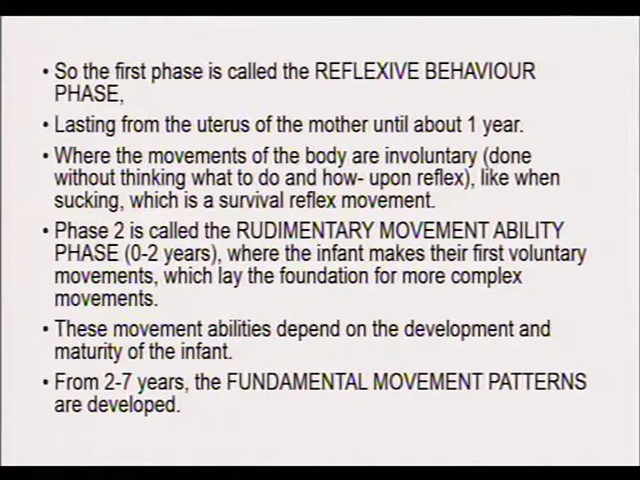 • So the first phase is called the REFLEXIVE BEHAVIOUR
PHASE,
• Lasting from the uterus of the mother until about 1 year.
• Where the movements of the body are involuntary (done
without thinking what to do and how- upon reflex), like when
sucking, which is a survival reflex movement.
• Phase 2 is called the RUDIMENTARY MOVEMENT ABILITY
PHASE (0-2 years), where the infant makes their first voluntary
movements, which lay the foundation for more complex
movements.
• These movement abilities depend on the development and
maturity of the infant.
• From 2-7 years, the FUNDAMENTAL MOVEMENT PATTERNS
are developed.